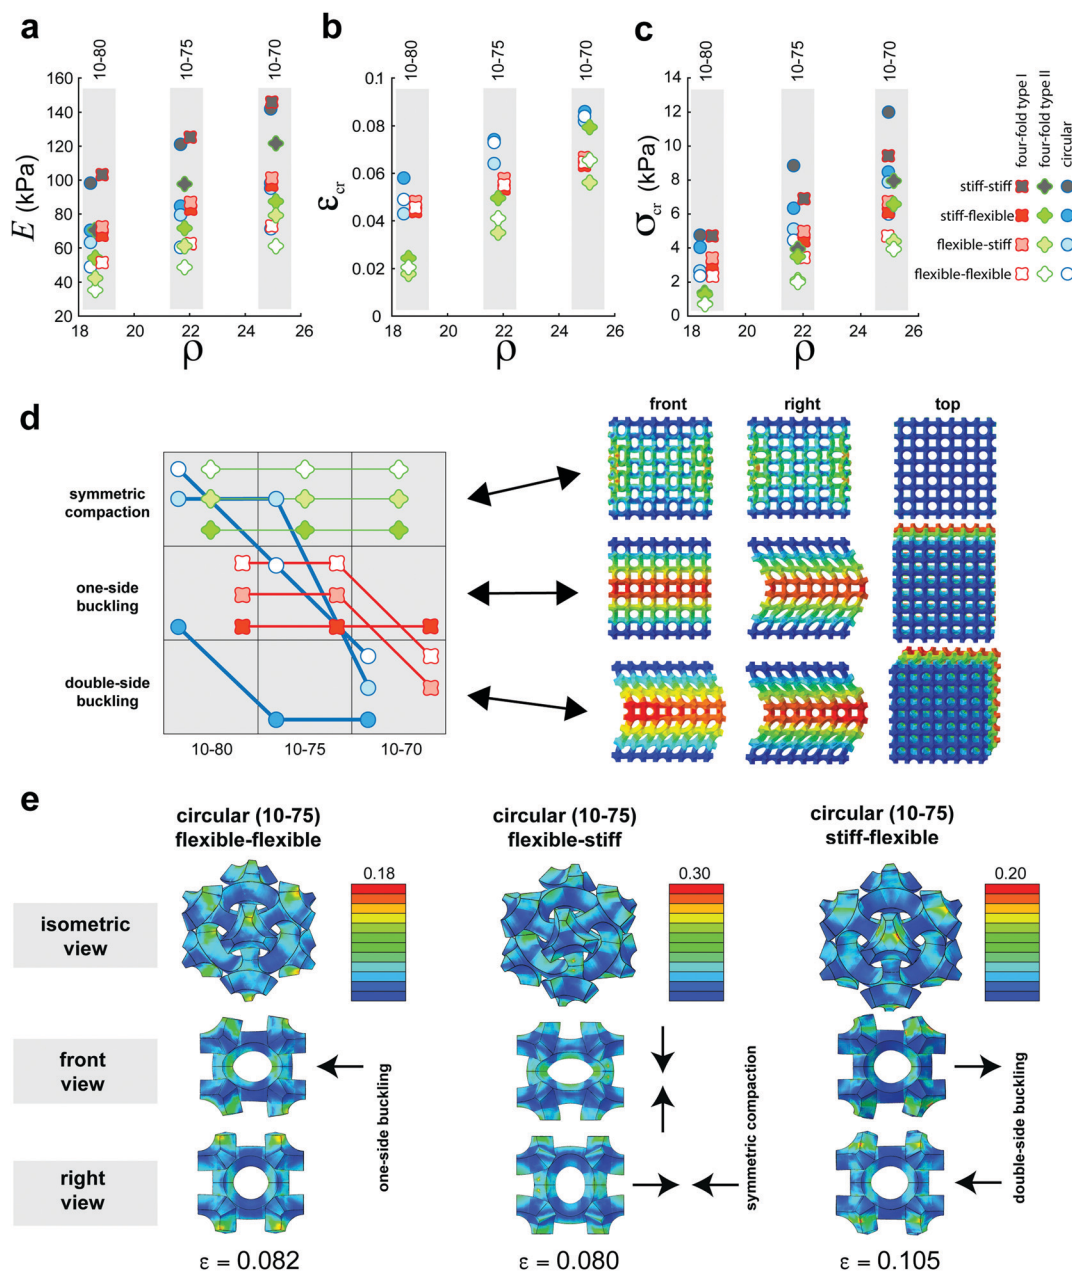 a
10-80
10-75
10-70
160
140
120
100
80
60
40
20
E (kPa)
18
20
22
24
26
ρ
b
10-80
10-75
10-70
0.1
0.08
0.06
0.04
0.02
0
εcr
18
20
22
24
26
ρ
c
10-80
10-75
10-70
14
12
10
8
6
4
2
0
σcr (kPa)
18
20
22
24
26
ρ
four-fold type I
four-fold type II
circular
stiff-stiff
stiff-flexible
flexible-stiff
flexible-flexible
d
symmetric
compaction
one-side
buckling
double-side
buckling
10-80
10-75
10-70
front
right
top
e
circular (10-75)
flexible-flexible
circular (10-75)
flexible-stiff
circular (10-75)
stiff-flexible
0.18
0.30
0.20
isometric
view
front
view
right
view
one-side buckling
symmetric compaction
double-side buckling
ε = 0.082
ε = 0.080
ε = 0.105